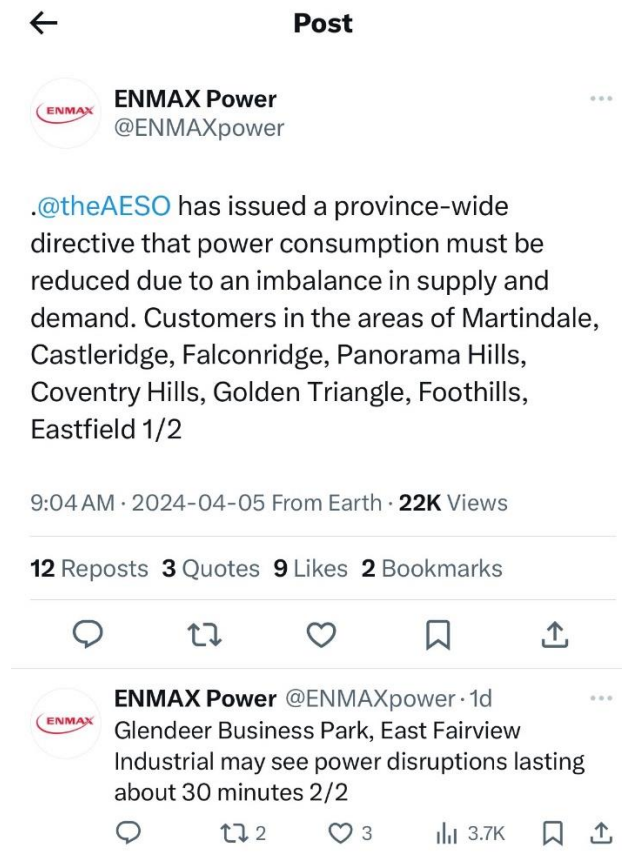 Post
ENMAX
ENMAX Power
@ENMAXpower
.@theAESO has issued a province-wide
directive that power consumption must be
reduced due to an imbalance in supply and
demand. Customers in the areas of Martindale,
Castleridge, Falconridge, Panorama Hills,
Coventry Hills, Golden Triangle, Foothills,
Eastfield 1/2
9:04 AM · 2024-04-05 From Earth · 22K Views
12 Reposts 3 Quotes 9 Likes 2 Bookmarks
ENMAX
ENMAX Power @ENMAXpower · 1d
Glendeer Business Park, East Fairview
Industrial may see power disruptions lasting
about 30 minutes 2/2
2 3 3.7K